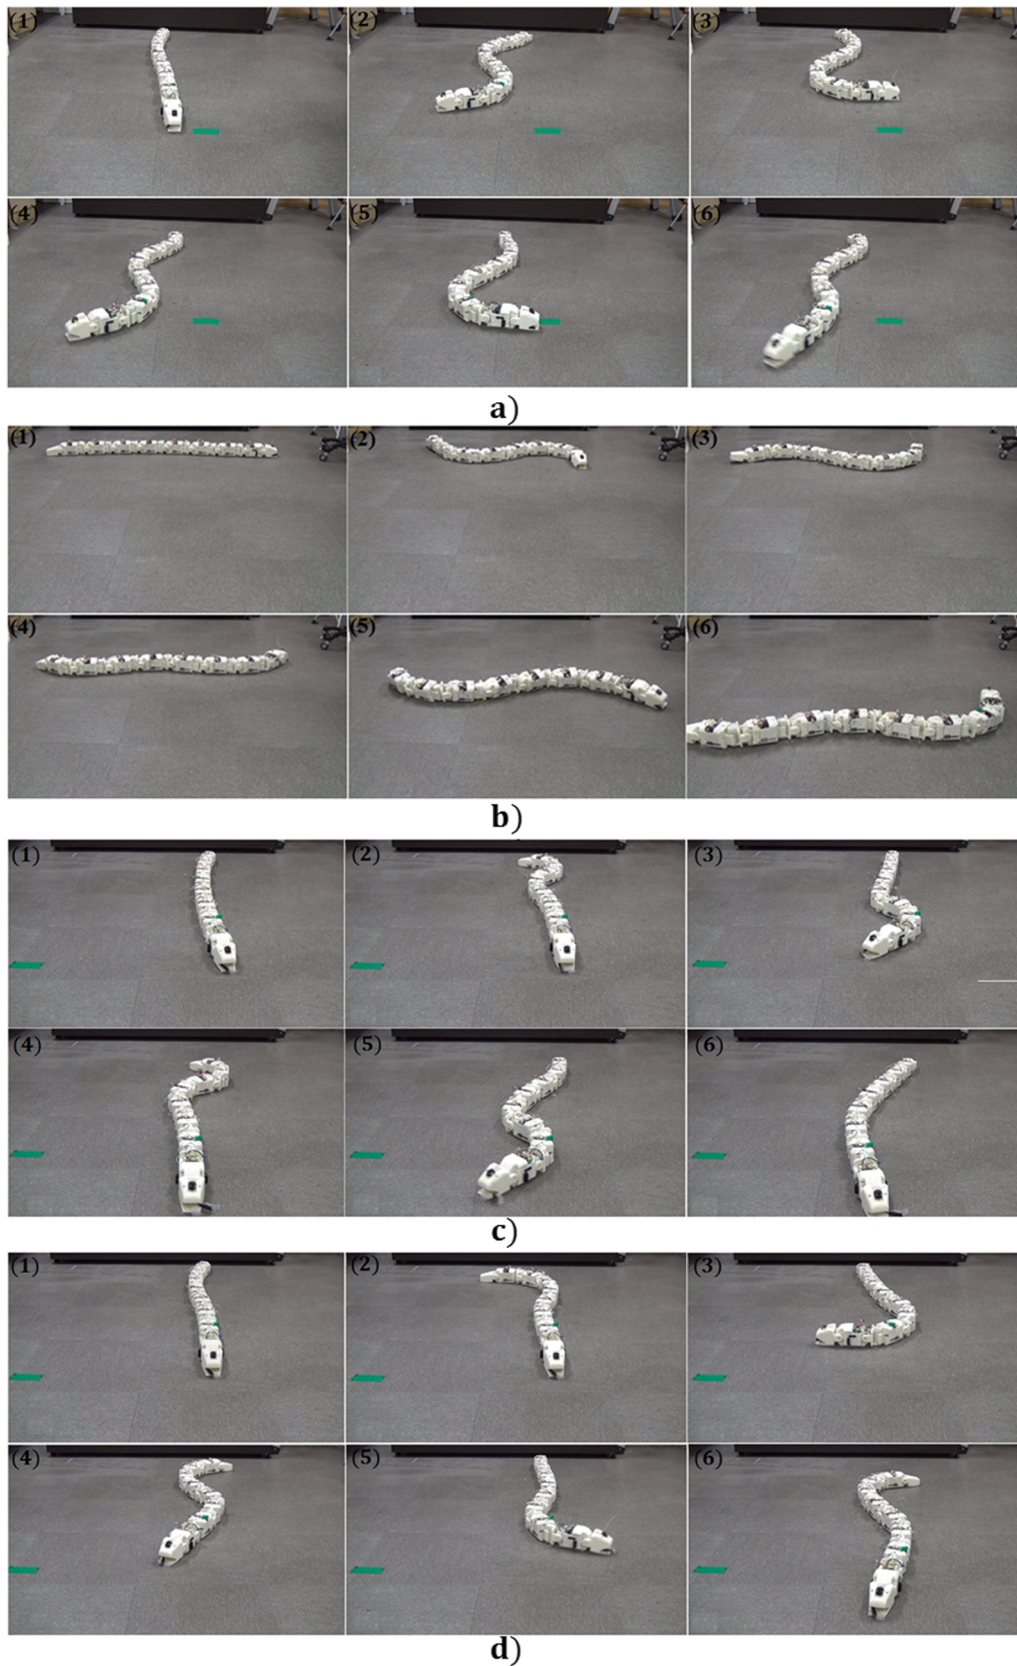 (1) (2) (3)
(4) (5) (6)
a)
(1) (2) (3)
(4) (5) (6)
b)
(1) (2) (3)
(4) (5) (6)
c)
(1) (2) (3)
(4) (5) (6)
d)